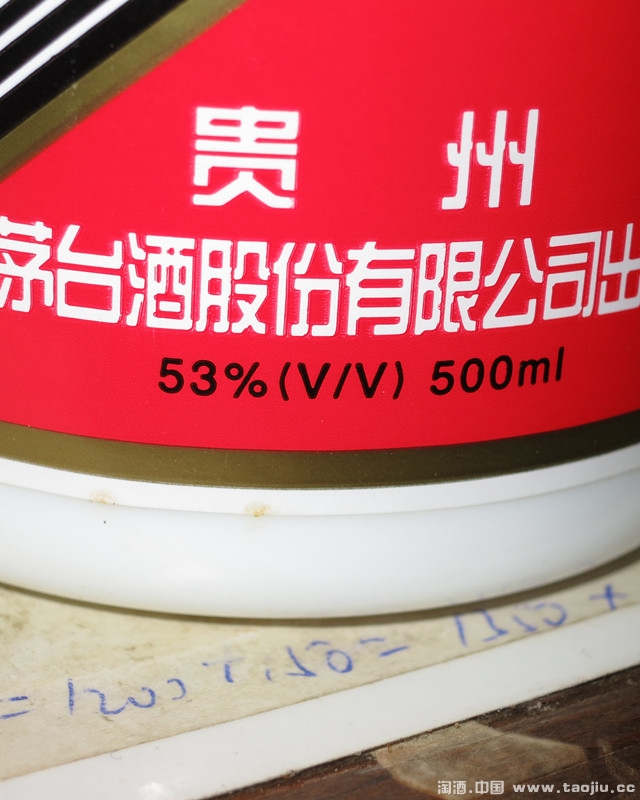 贵州
茅台酒股份有限公司出
53%(V/V) 500ml
淘酒.中国 www.taojiu.cc